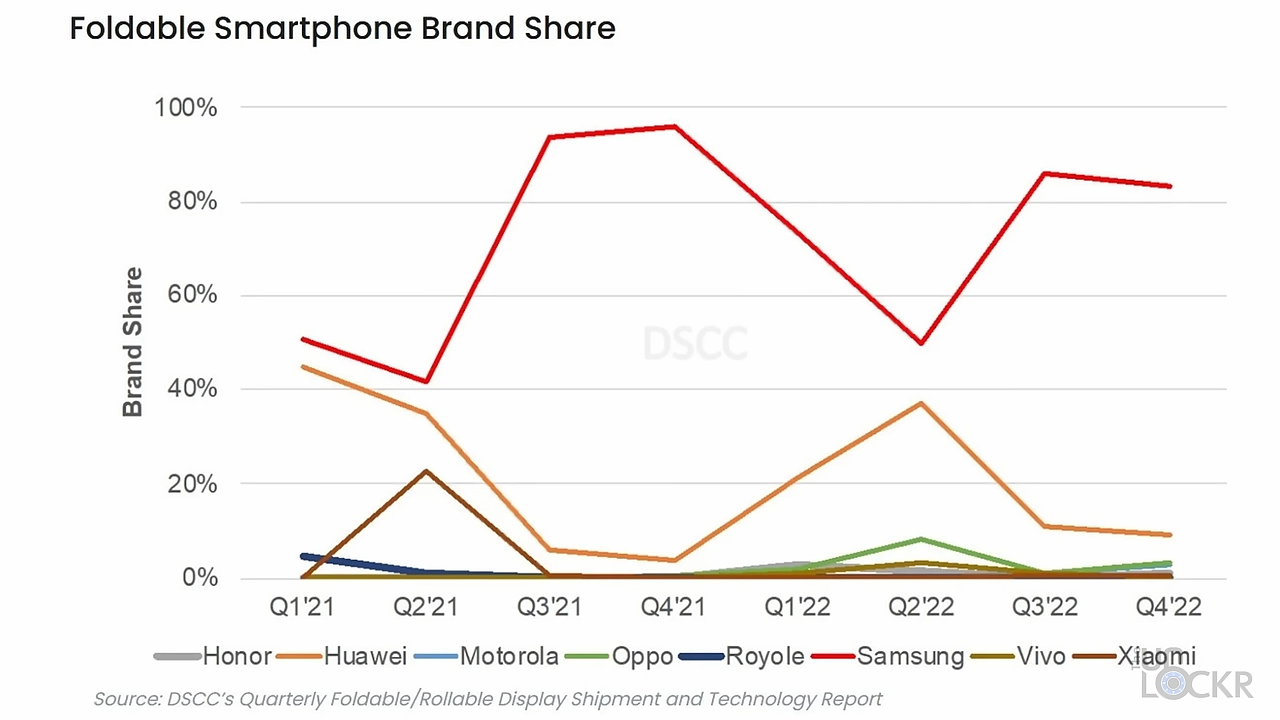 Foldable Smartphone Brand Share
100%
80%
60%
40%
20%
0%
Brand Share
DSCC
Q1'21 Q2'21 Q3'21 Q4'21 Q1'22 Q2'22 Q3'22 Q4'22
Honor Huawei Motorola Oppo Royole Samsung Vivo Xiaomi
Source: DSCC’s Quarterly Foldable/Rollable Display Shipment and Technology Report
THE
UN
LOCKR